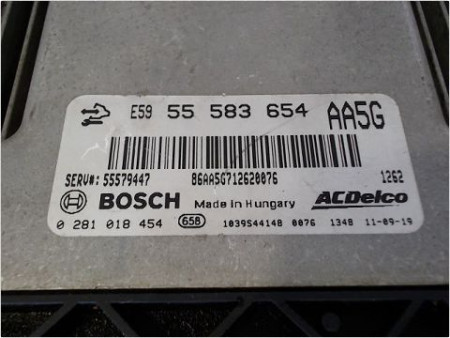 E59 55 583 654 AA5G
SERV#: 55579447 86AA5G712620076 1262
BOSCH Made in Hungary ACDelco
0 281 018 454 658 1039S44148 0076 1348 11-09-19